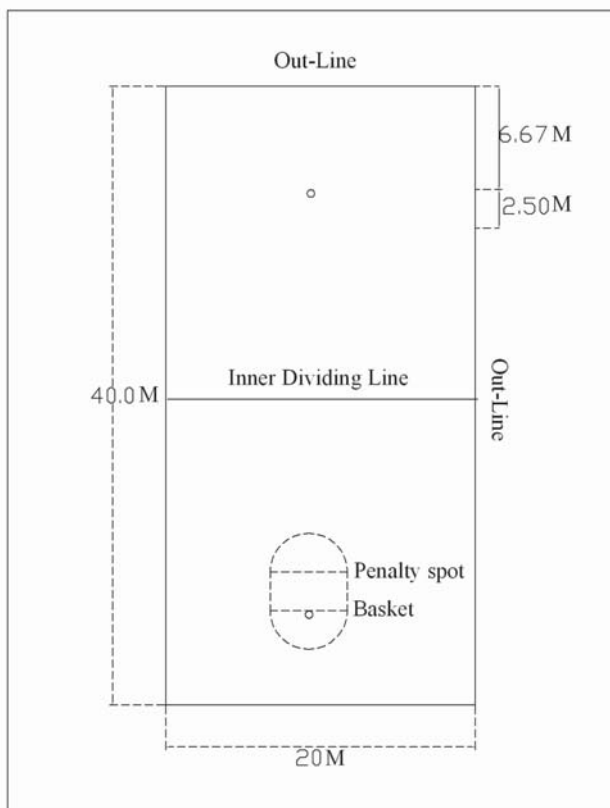 Out-Line
6.67M
2.50M
Out-Line
Inner Dividing Line
40.0M
Penalty spot
Basket
20M